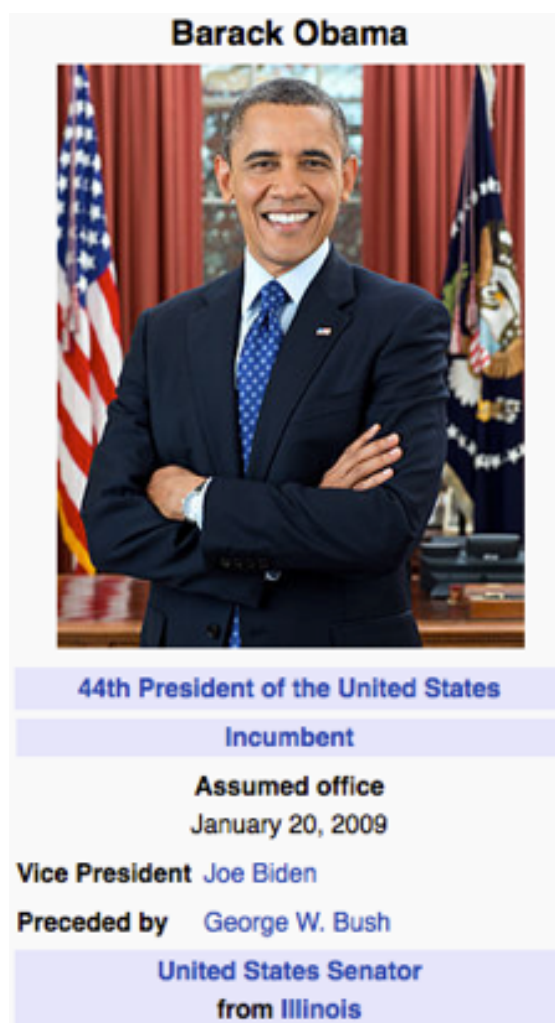 Barack Obama
44th President of the United States
Incumbent
Assumed office
January 20, 2009
Vice President Joe Biden
Preceded by George W. Bush
United States Senator
from Illinois